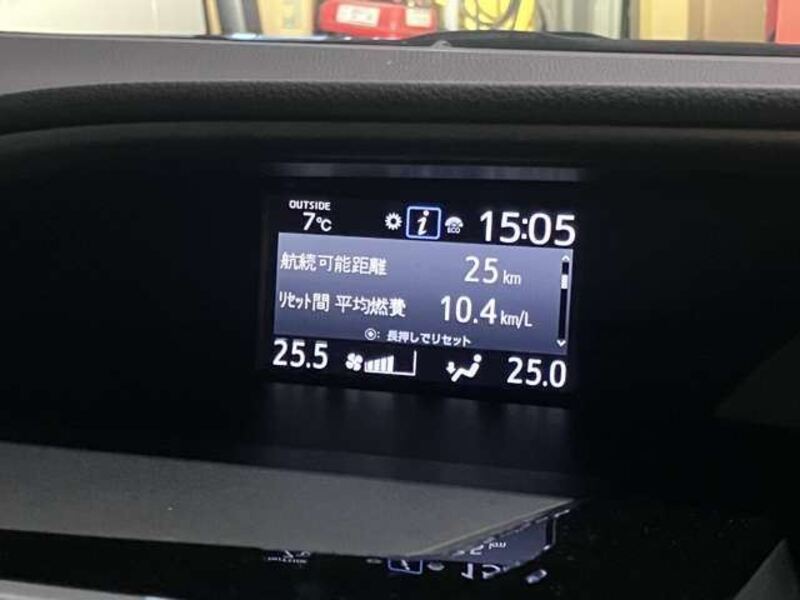 OUTSIDE
7℃ i ECO 15:05
航続可能距離 25 km
リセット間 平均燃費 10.4 km/L
: 長押しでリセット
25.5 25.0